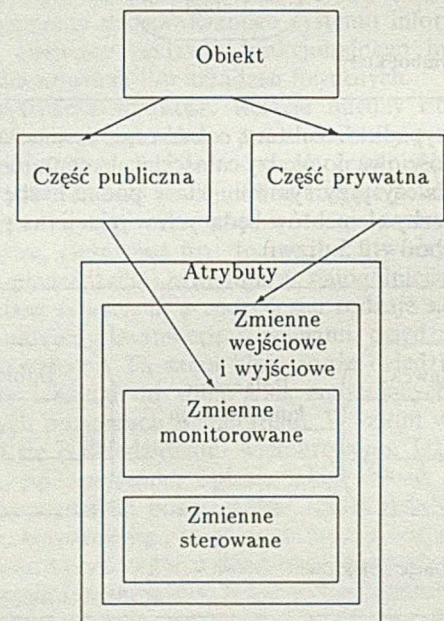 Obiekt
Część publiczna
Część prywatna
Atrybuty
Zmienne
wejściowe
i wyjściowe
Zmienne
monitorowane
Zmienne
sterowane